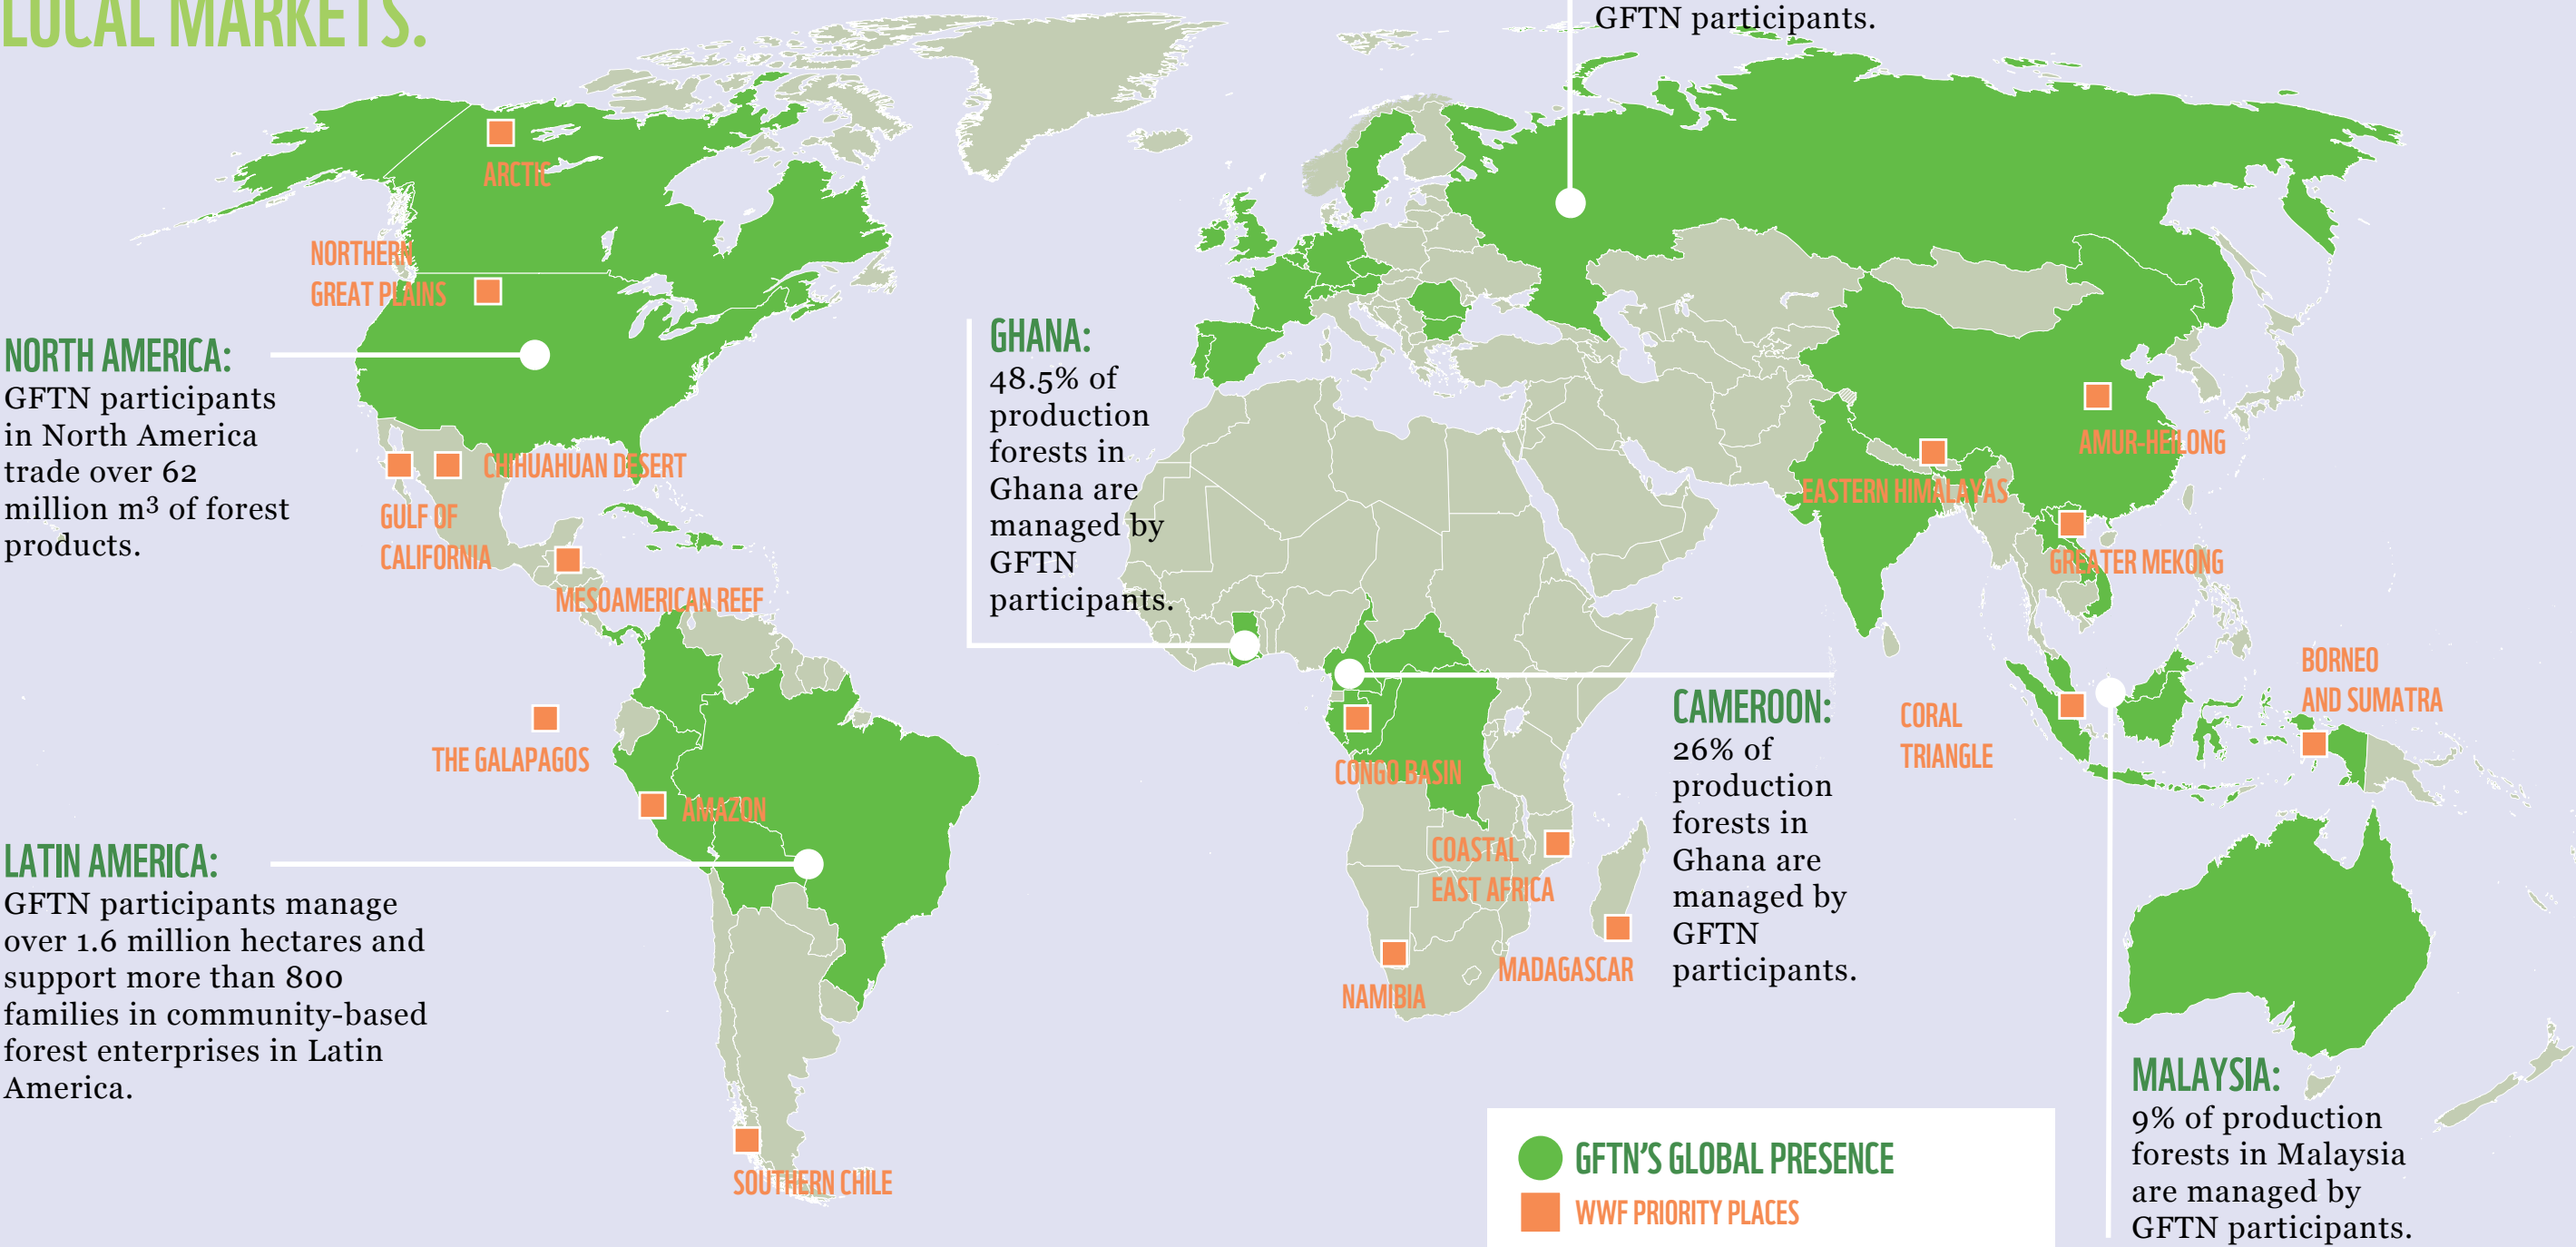 LOCAL MARKETS.
GFTN participants.
ARCTIC
NORTHERN
GREAT PLAINS
NORTH AMERICA:
GFTN participants
in North America
trade over 62
million m³ of forest
products.
CHIHUAHUAN DESERT
GULF OF
CALIFORNIA
MESOAMERICAN REEF
THE GALAPAGOS
AMAZON
LATIN AMERICA:
GFTN participants manage
over 1.6 million hectares and
support more than 800
families in community-based
forest enterprises in Latin
America.
SOUTHERN CHILE
GHANA:
48.5% of
production
forests in
Ghana are
managed by
GFTN
participants.
CONGO BASIN
COASTAL
EAST AFRICA
MADAGASCAR
NAMIBIA
CAMEROON:
26% of
production
forests in
Ghana are
managed by
GFTN
participants.
AMUR-HEILONG
EASTERN HIMALAYAS
GREATER MEKONG
BORNEO
AND SUMATRA
CORAL
TRIANGLE
MALAYSIA:
9% of production
forests in Malaysia
are managed by
GFTN participants.
GFTN'S GLOBAL PRESENCE
WWF PRIORITY PLACES